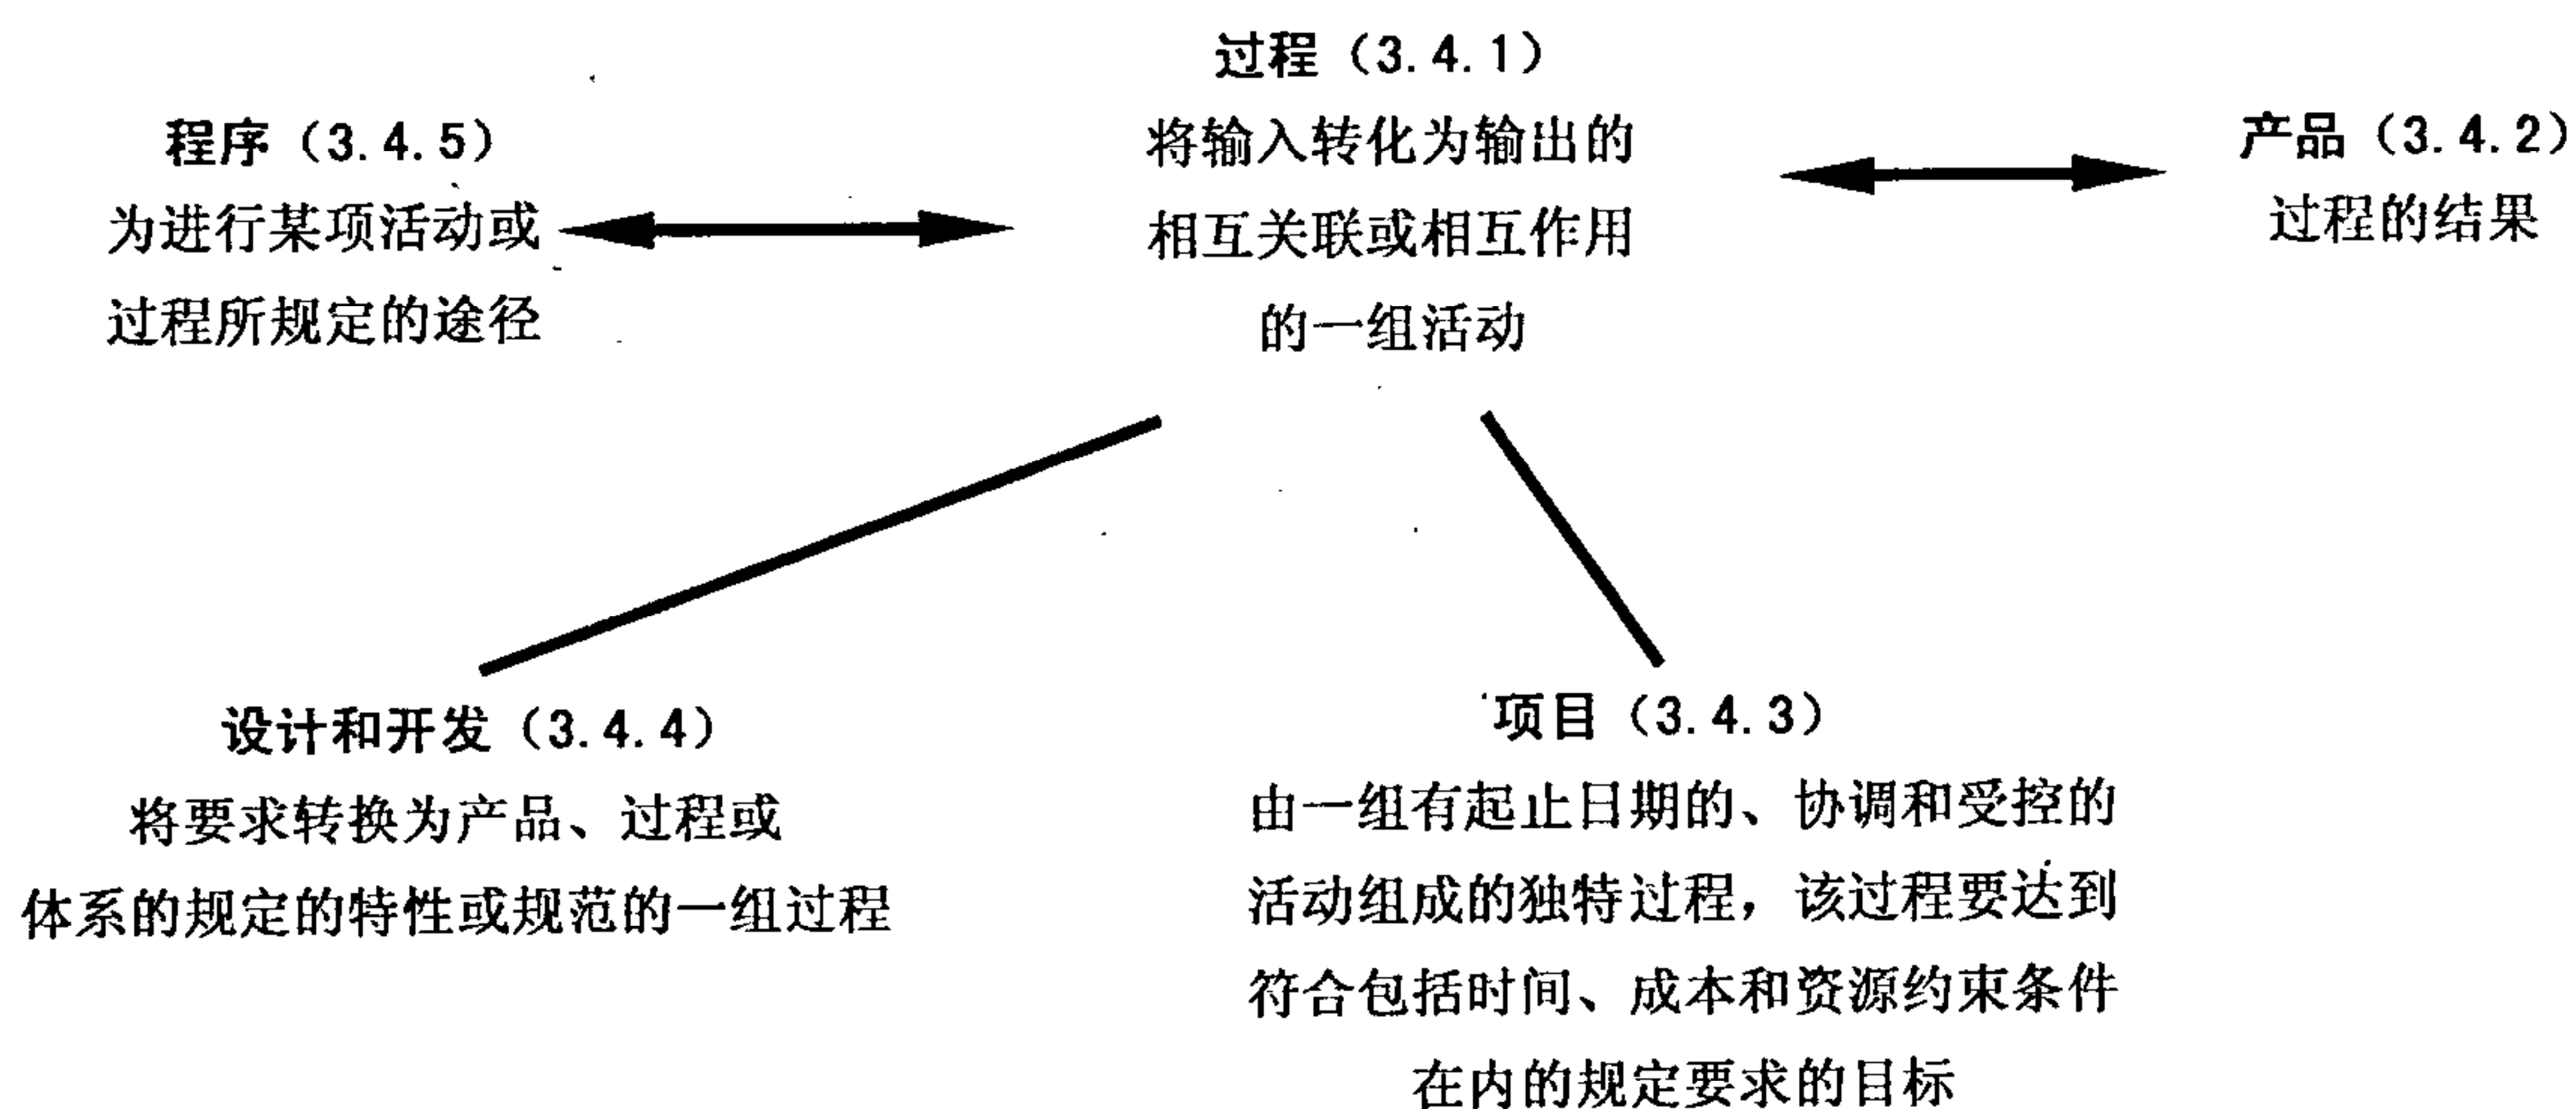 过程（3.4.1）
将输入转化为输出的
相互关联或相互作用
的一组活动
程序（3.4.5）
为进行某项活动或
过程所规定的途径
产品（3.4.2）
过程的结果
设计和开发（3.4.4）
将要求转换为产品、过程或
体系的规定的特性或规范的一组过程
项目（3.4.3）
由一组有起止日期的、协调和受控的
活动组成的独特过程，该过程要达到
符合包括时间、成本和资源约束条件
在内的规定要求的目标